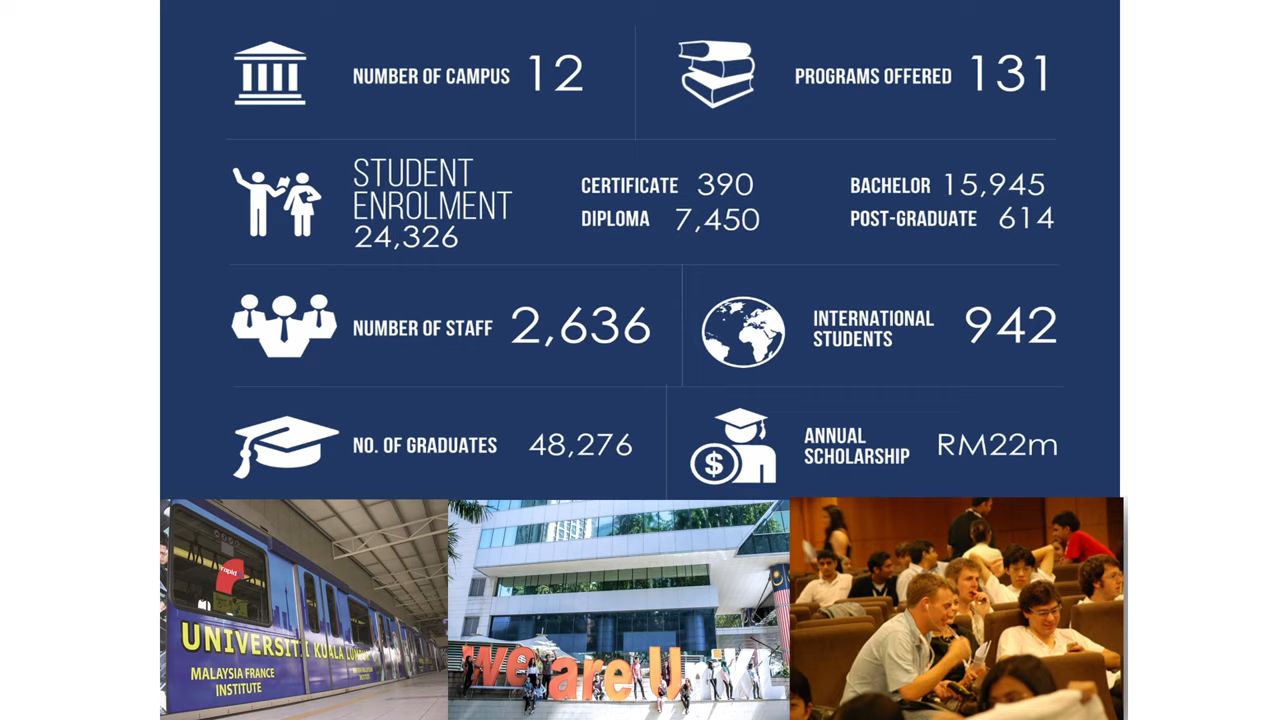 NUMBER OF CAMPUS 12
PROGRAMS OFFERED 131
STUDENT
ENROLMENT
24,326
CERTIFICATE 390
DIPLOMA 7,450
BACHELOR 15,945
POST-GRADUATE 614
NUMBER OF STAFF 2,636
INTERNATIONAL
STUDENTS
942
NO. OF GRADUATES 48,276
$
ANNUAL
SCHOLARSHIP
RM22m
rapid
UNIVERSITI KUALA LUMPUR
MALAYSIA FRANCE
INSTITUTE
We are UniKL